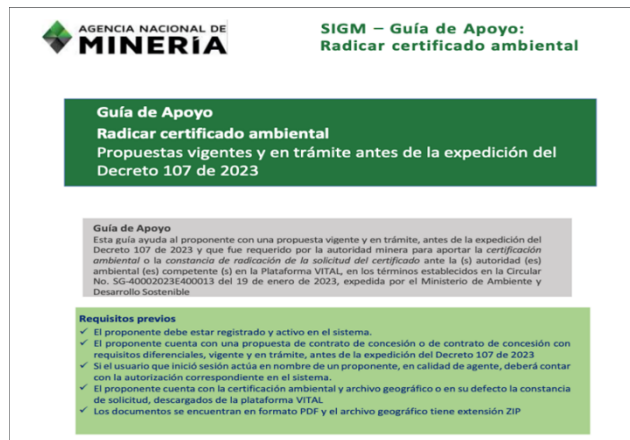 AGENCIA NACIONAL DE
MINERÍA
SIGM – Guía de Apoyo:
Radicar certificado ambiental
Guía de Apoyo
Radicar certificado ambiental
Propuestas vigentes y en trámite antes de la expedición del
Decreto 107 de 2023
Guía de Apoyo
Esta guía ayuda al proponente con una propuesta vigente y en trámite, antes de la expedición del
Decreto 107 de 2023 y que fue requerido por la autoridad minera para aportar la certificación
ambiental o la constancia de radicación de la solicitud del certificado ante la (s) autoridad (es)
ambiental (es) competente (s) en la Plataforma VITAL, en los términos establecidos en la Circular
No. SG-40002023E400013 del 19 de enero de 2023, expedida por el Ministerio de Ambiente y
Desarrollo Sostenible
Requisitos previos
✓ El proponente debe estar registrado y activo en el sistema.
✓ El proponente cuenta con una propuesta de contrato de concesión o de contrato de concesión con
requisitos diferenciales, vigente y en trámite, antes de la expedición del Decreto 107 de 2023
✓ Si el usuario que inició sesión actúa en nombre de un proponente, en calidad de agente, deberá contar
con la autorización correspondiente en el sistema.
✓ El proponente cuenta con la certificación ambiental y archivo geográfico o en su defecto la constancia
de solicitud, descargados de la plataforma VITAL
✓ Los documentos se encuentran en formato PDF y el archivo geográfico tiene extensión ZIP